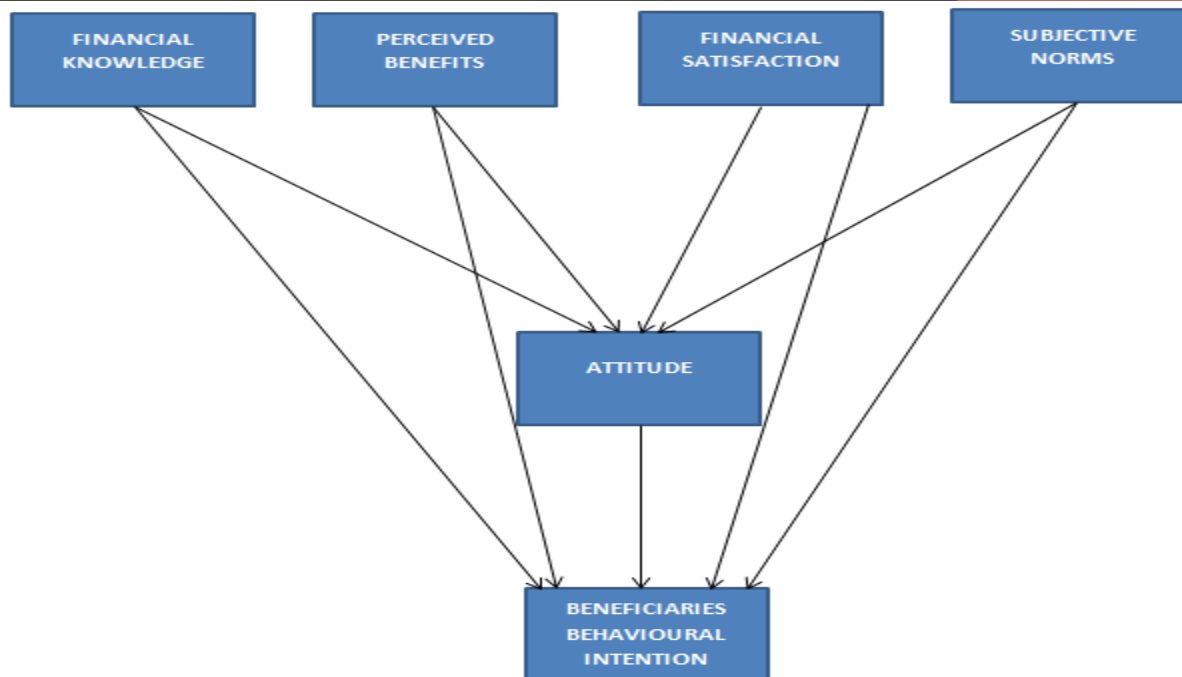 FINANCIAL
KNOWLEDGE
PERCEIVED
BENEFITS
FINANCIAL
SATISFACTION
SUBJECTIVE
NORMS
ATTITUDE
BENEFICIARIES
BEHAVIOURAL
INTENTION